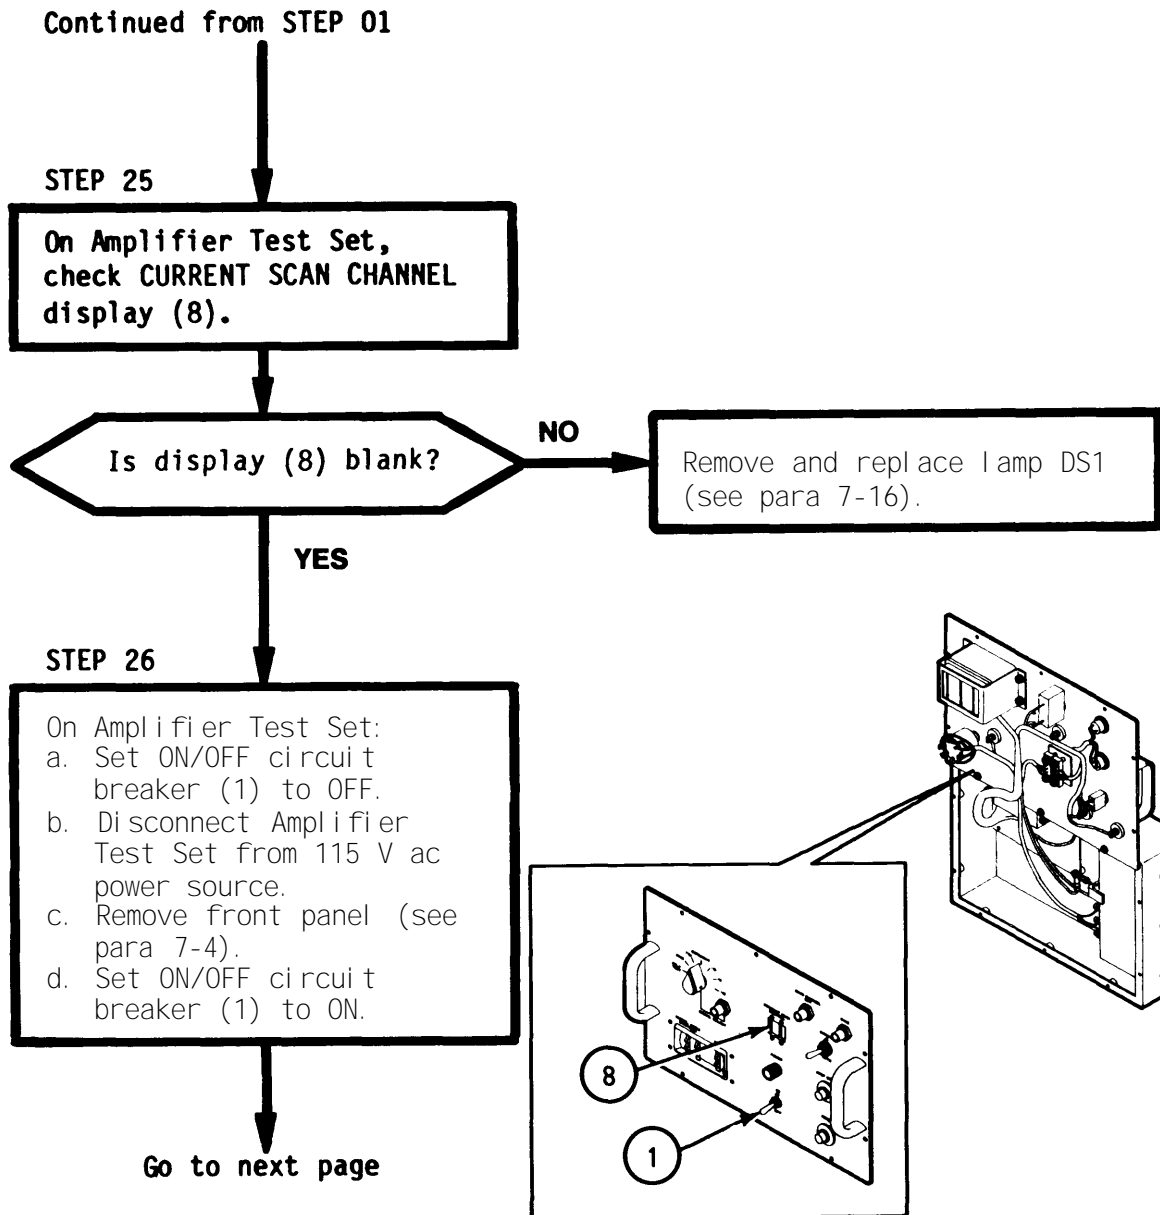 Continued from STEP 01
STEP 25
On Amplifier Test Set,
check CURRENT SCAN CHANNEL
display (8).
Is display (8) blank?
NO
Remove and replace lamp DS1
(see para 7-16).
YES
STEP 26
On Amplifier Test Set:
a. Set ON/OFF circuit
breaker (1) to OFF.
b. Disconnect Amplifier
Test Set from 115 V ac
power source.
c. Remove front panel (see
para 7-4).
d. Set ON/OFF circuit
breaker (1) to ON.
8
1
Go to next page